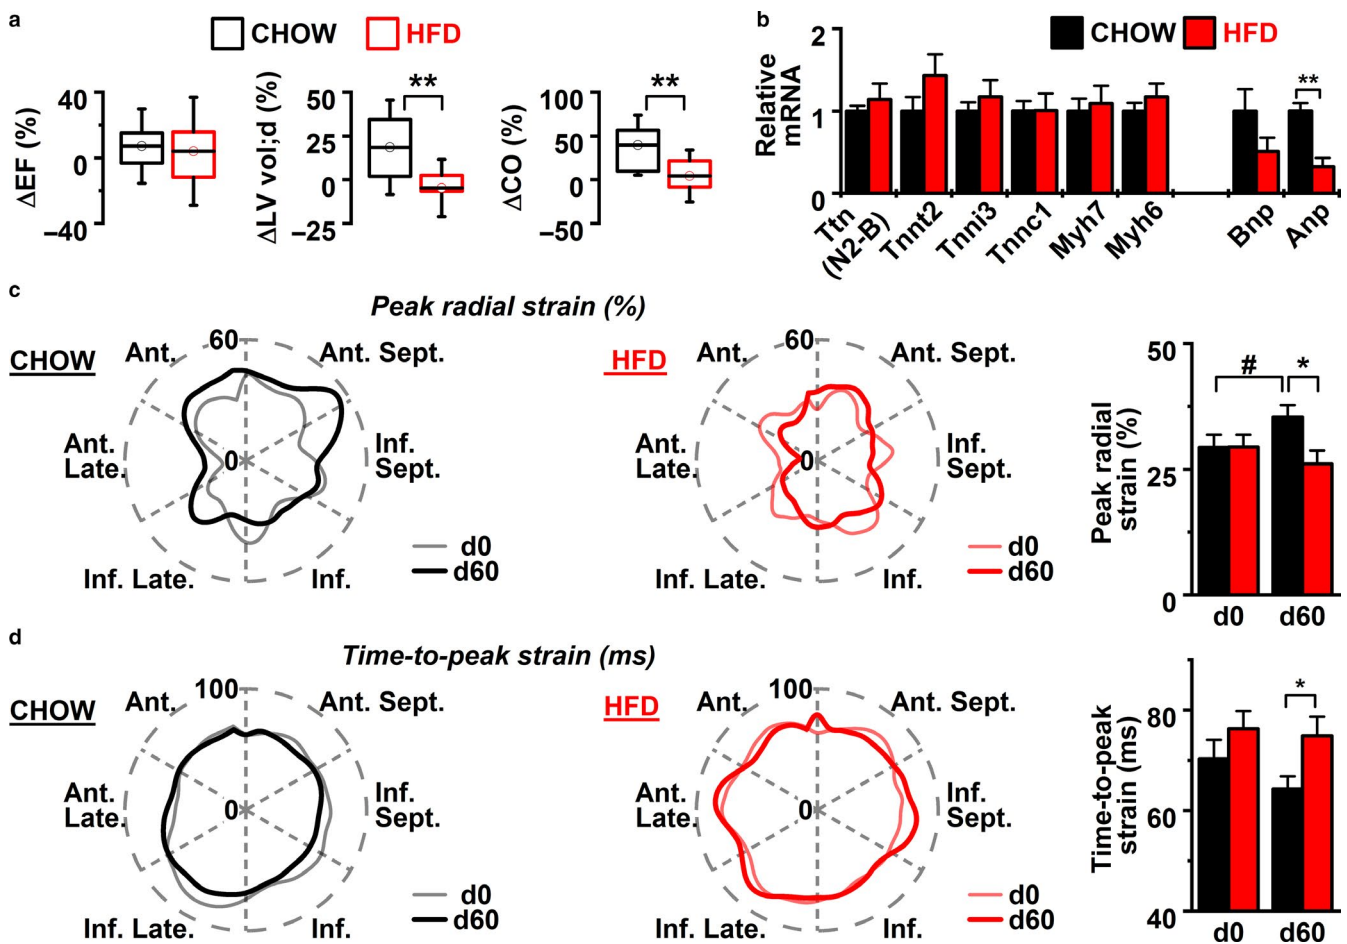 a
CHOW HFD
ΔEF (%)
40
0
−40
ΔLV vol;d (%)
50
25
0
−25
**
ΔCO (%)
100
50
0
−50
**
b
CHOW HFD
Relative
mRNA
2
1
0
**
Ttn
(N2-B)
Tnnt2
Tnni3
Tnnc1
Myh7
Myh6
Bnp
Anp
c
Peak radial strain (%)
CHOW
60
0
Ant.
Ant. Sept.
Ant.
Late.
Inf.
Sept.
Inf. Late.
Inf.
d0
d60
HFD
60
0
Ant.
Ant. Sept.
Ant.
Late.
Inf.
Sept.
Inf. Late.
Inf.
d0
d60
Peak radial
strain (%)
50
25
0
# *
d0 d60
d
Time-to-peak strain (ms)
CHOW
100
0
Ant.
Ant. Sept.
Ant.
Late.
Inf.
Sept.
Inf. Late.
Inf.
d0
d60
HFD
100
0
Ant.
Ant. Sept.
Ant.
Late.
Inf.
Sept.
Inf. Late.
Inf.
d0
d60
Time-to-peak
strain (ms)
80
60
40
*
d0 d60